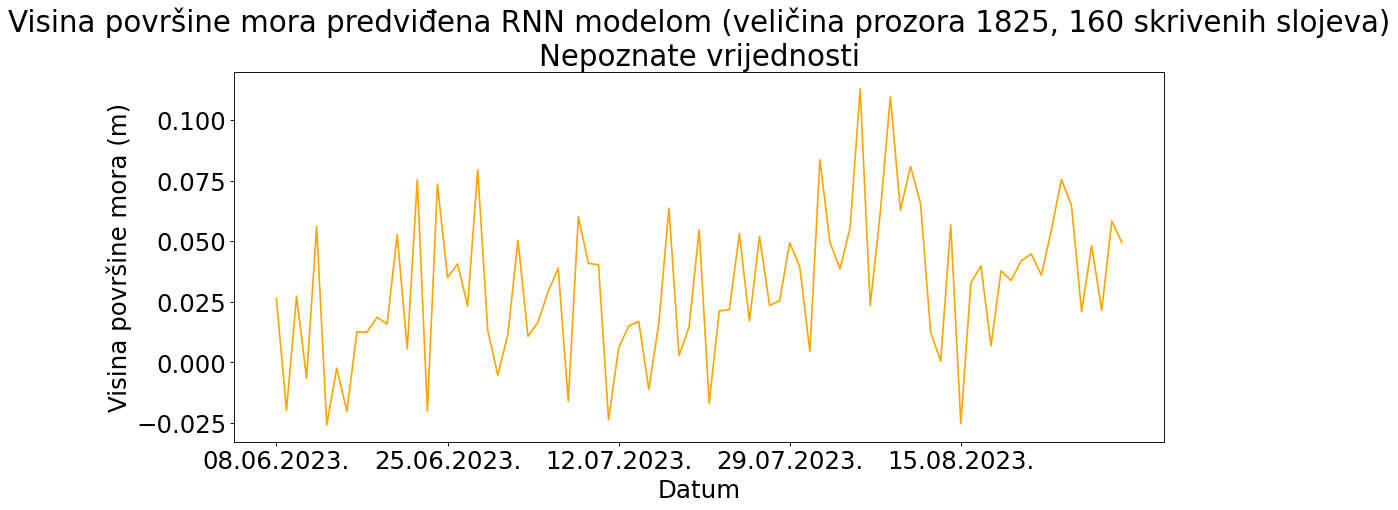 Visina površine mora predviđena RNN modelom (veličina prozora 1825, 160 skrivenih slojeva)
Nepoznate vrijednosti
Visina površine mora (m)
0.100
0.075
0.050
0.025
0.000
−0.025
08.06.2023. 25.06.2023. 12.07.2023. 29.07.2023. 15.08.2023.
Datum